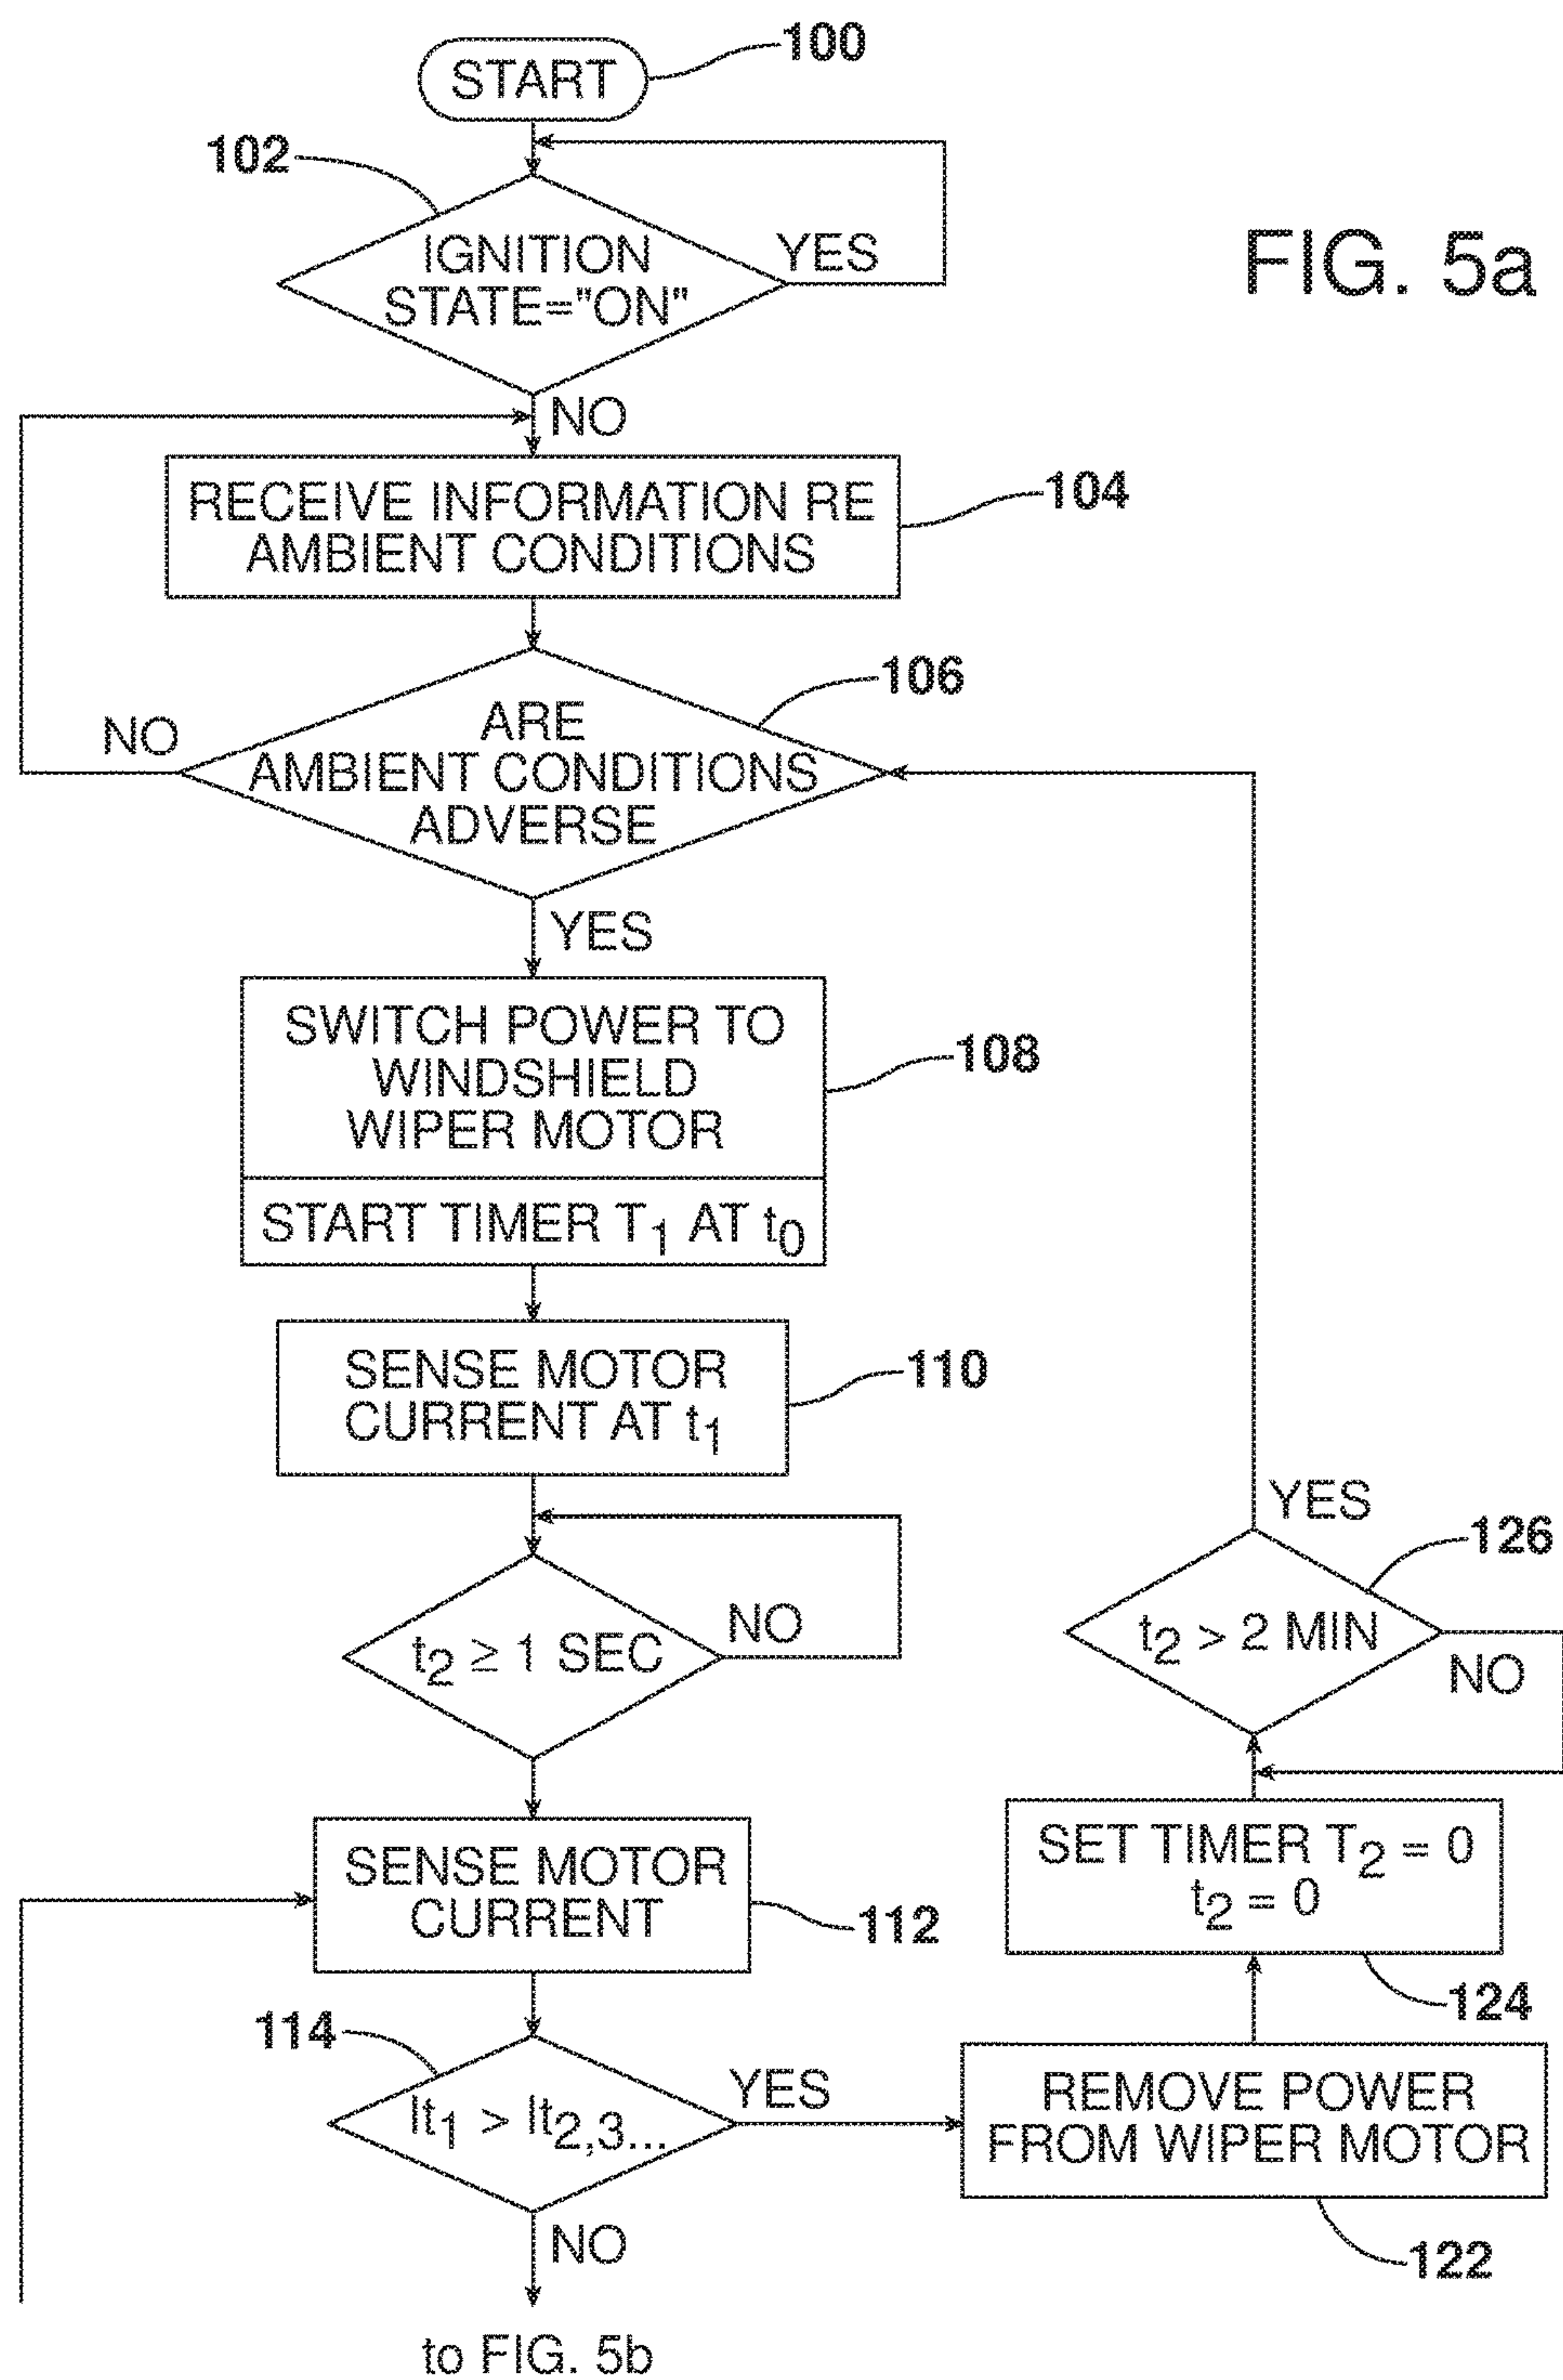 100
START
102
IGNITION
STATE="ON"
YES
FIG. 5a
NO
RECEIVE INFORMATION RE
AMBIENT CONDITIONS
104
106
ARE
AMBIENT CONDITIONS
ADVERSE
NO
YES
SWITCH POWER TO
WINDSHIELD
WIPER MOTOR
108
START TIMER T₁ AT t₀
SENSE MOTOR
CURRENT AT t₁
110
t₂ ≥ 1 SEC
NO
SENSE MOTOR
CURRENT
112
114
It₁ > It₂,₃...
YES
NO
to FIG. 5b
YES
126
t₂ > 2 MIN
NO
SET TIMER T₂ = 0
t₂ = 0
124
REMOVE POWER
FROM WIPER MOTOR
122